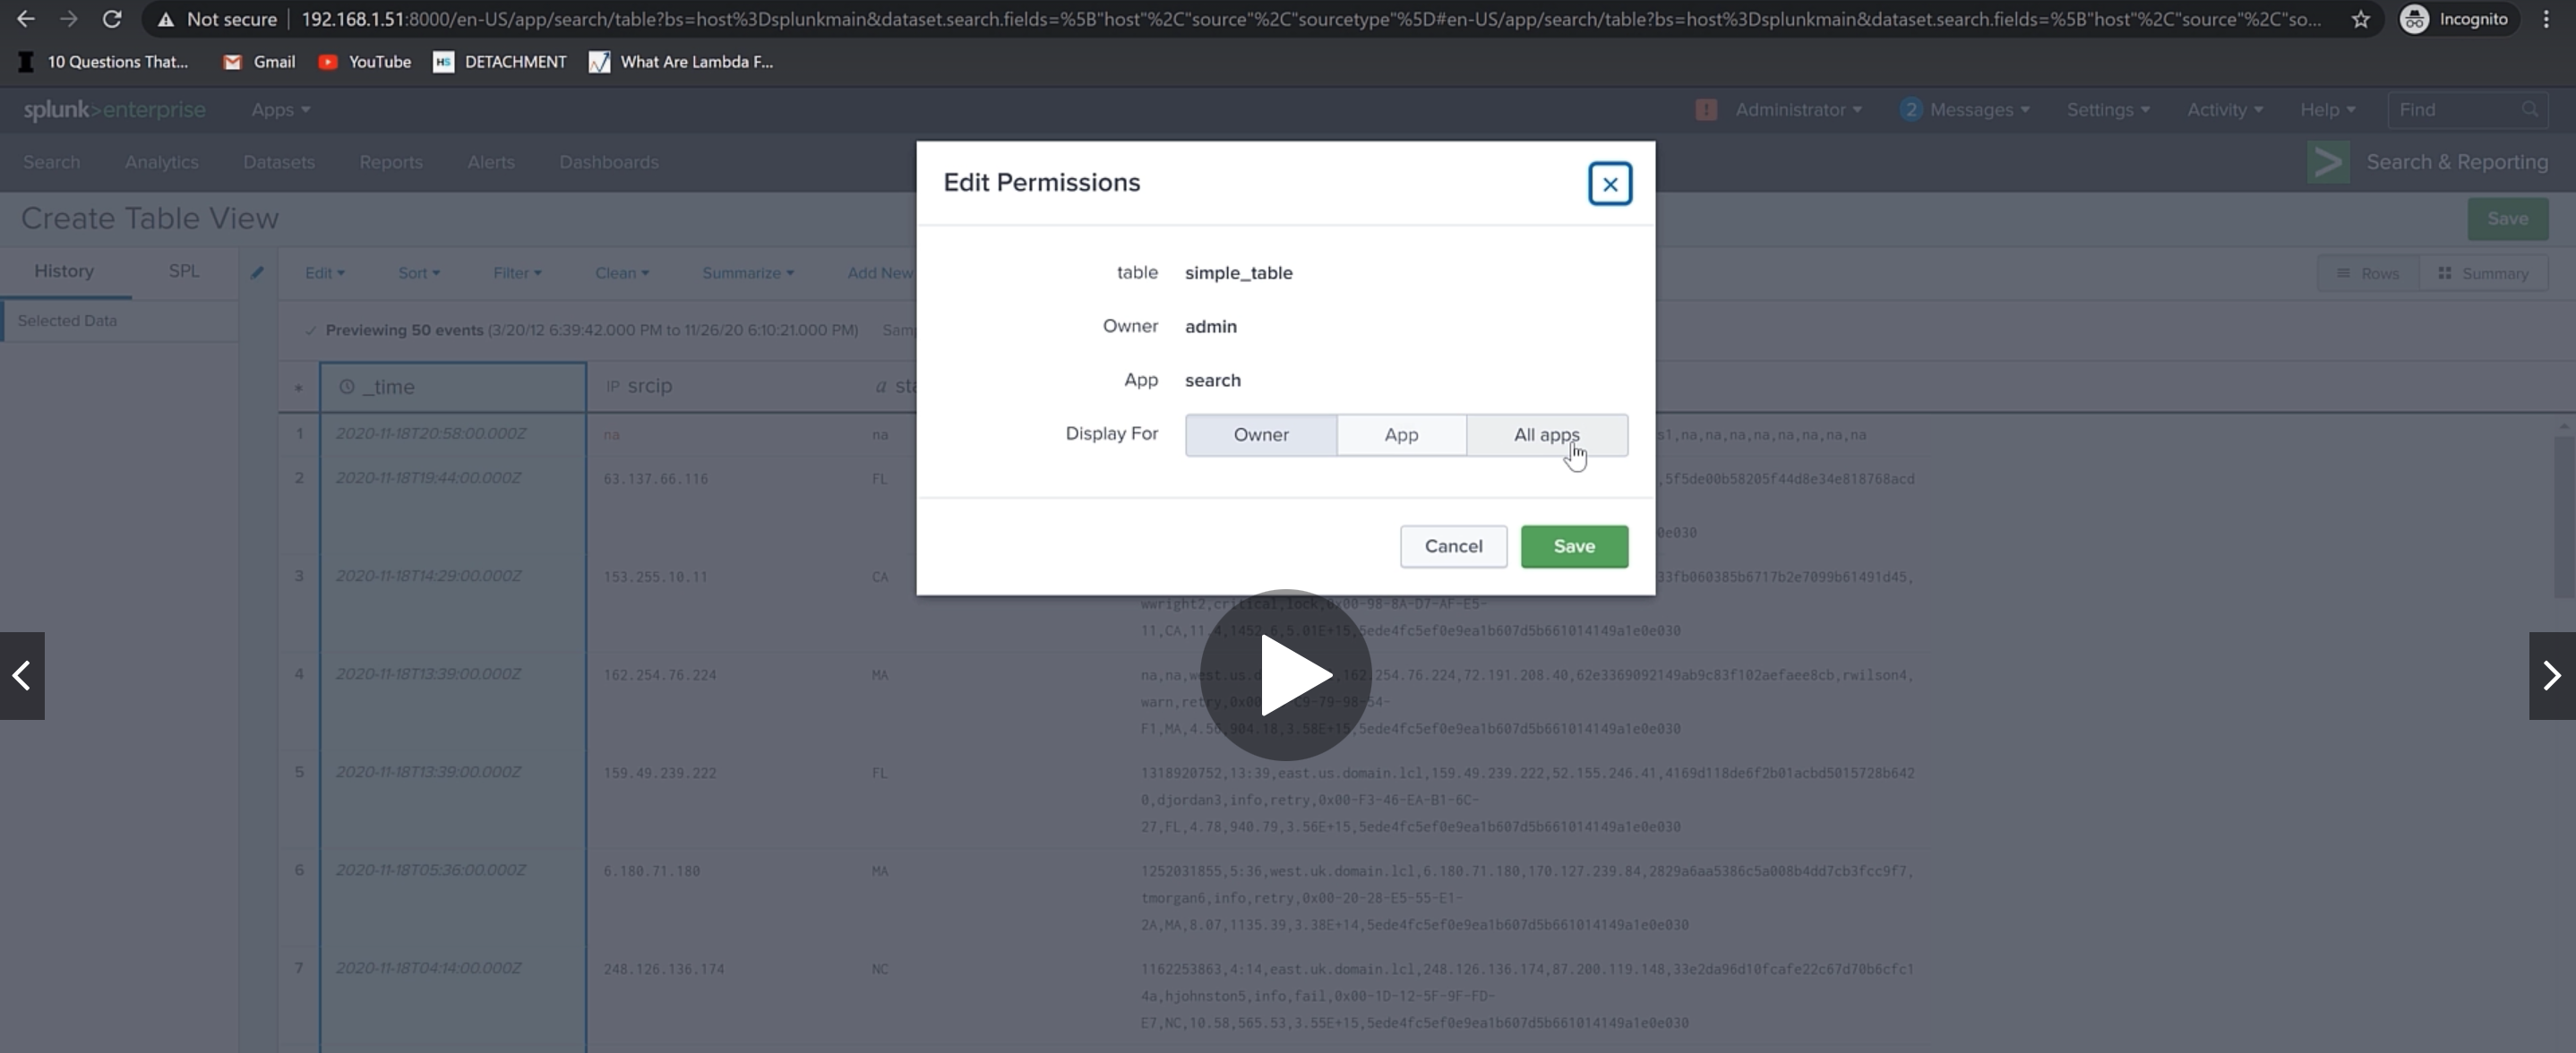 Not secure | 192.168.1.51:8000/en-US/app/search/table?bs=host%3Dsplunkmain&dataset.search.fields=%5B"host"%2C"source"%2C"sourcetype"%5D#en-US/app/search/table?bs=host%3Dsplunkmain&dataset.search.fields=%5B"host"%2C"source"%2C"so... Incognito
10 Questions That... Gmail YouTube HS DETACHMENT What Are Lambda F...
splunk>enterprise Apps ! Administrator 2 Messages Settings Activity Help Find
Search Analytics Datasets Reports Alerts Dashboards > Search & Reporting
Create Table View Save
Edit Permissions
History SPL Edit Sort Filter Clean Summarize Add New Rows Summary
table simple_table
Selected Data
Previewing 50 events (3/20/12 6:39:42.000 PM to 11/26/20 6:10:21.000 PM) Sam
Owner admin
App search
* _time IP srcip a sta
Display For Owner App All apps
1 2020-11-18T20:58:00.000Z na na s1,na,na,na,na,na,na,na
2 2020-11-18T19:44:00.000Z 63.137.66.116 FL ,5f5de00b58205f44d8e34e818768acd
0e030
Cancel Save
3 2020-11-18T14:29:00.000Z 153.255.10.11 CA 33fb060385b6717b2e7099b61491d45,
wwright2,critical,lock,0x00-98-8A-D7-AF-E5-
11,CA,11.4,1452.6,5.01E+15,5ede4fc5ef0e9ea1b607d5b661014149a1e0e030
4 2020-11-18T13:39:00.000Z 162.254.76.224 MA na,na,west.us.d ,162.254.76.224,72.191.208.40,62e3369092149ab9c83f102aefaee8cb,rwilson4,
warn,retry,0x00 C9-79-98-54-
F1,MA,4.56,904.18,3.58E+15,5ede4fc5ef0e9ea1b607d5b661014149a1e0e030
5 2020-11-18T13:39:00.000Z 159.49.239.222 FL 1318920752,13:39,east.us.domain.lcl,159.49.239.222,52.155.246.41,4169d118de6f2b01acbd5015728b642
0,djordan3,info,retry,0x00-F3-46-EA-B1-6C-
27,FL,4.78,940.79,3.56E+15,5ede4fc5ef0e9ea1b607d5b661014149a1e0e030
6 2020-11-18T05:36:00.000Z 6.180.71.180 MA 1252031855,5:36,west.uk.domain.lcl,6.180.71.180,170.127.239.84,2829a6aa5386c5a008b4dd7cb3fcc9f7,
tmorgan6,info,retry,0x00-20-28-E5-55-E1-
2A,MA,8.07,1135.39,3.38E+14,5ede4fc5ef0e9ea1b607d5b661014149a1e0e030
7 2020-11-18T04:14:00.000Z 248.126.136.174 NC 1162253863,4:14,east.uk.domain.lcl,248.126.136.174,87.200.119.148,33e2da96d10fcafe22c67d70b6cfc1
4a,hjohnston5,info,fail,0x00-1D-12-5F-9F-FD-
E7,NC,10.58,565.53,3.55E+15,5ede4fc5ef0e9ea1b607d5b661014149a1e0e030